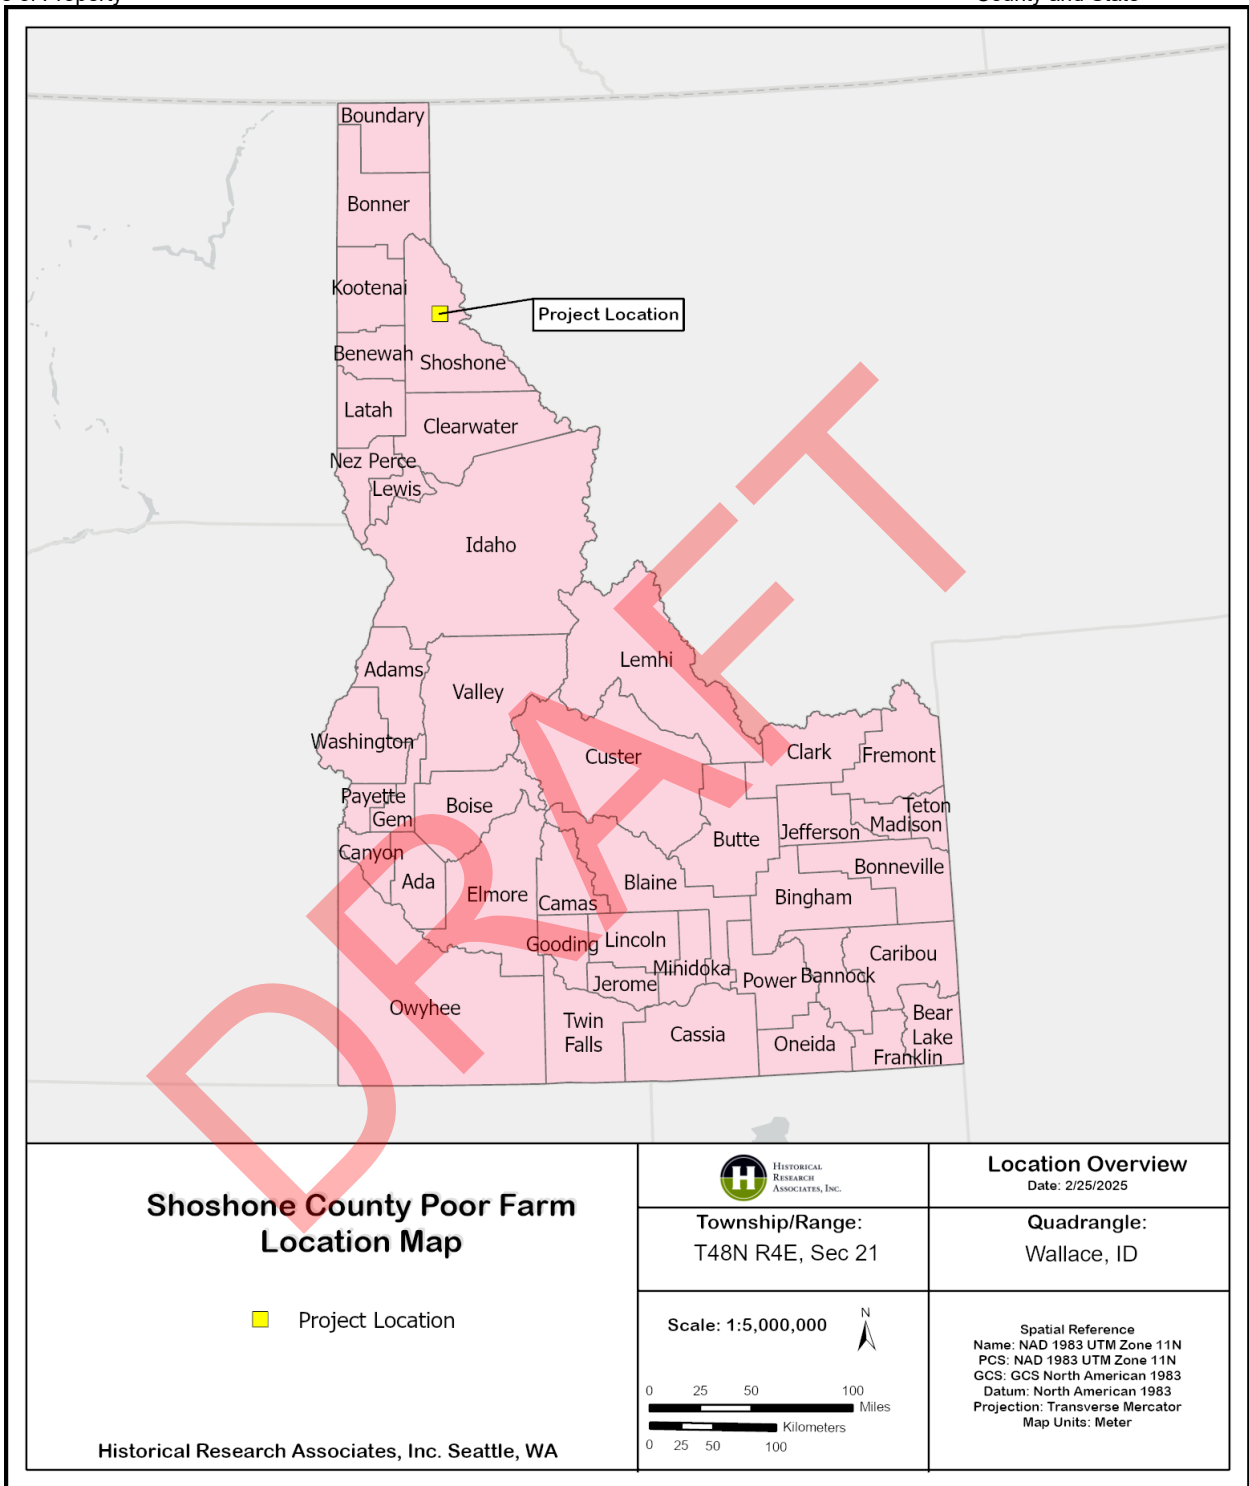 Boundary
Bonner
Kootenai
Project Location
Benewah
Shoshone
Latah
Clearwater
Nez Perce
Lewis
Idaho
Lemhi
Adams
Valley
Washington
Custer
Clark
Fremont
Payette
Boise
Teton
Gem
Madison
Butte
Jefferson
Canyon
Bonneville
Ada
Blaine
Elmore
Bingham
Camas
Gooding
Lincoln
Caribou
Minidoka
Bannock
Jerome
Power
Owyhee
Bear
Lake
Twin
Falls
Cassia
Oneida
Franklin
DRAFT
Shoshone County Poor Farm
Location Map
Project Location
Historical Research Associates, Inc. Seattle, WA
H
HISTORICAL
RESEARCH
ASSOCIATES, INC.
Location Overview
Date: 2/25/2025
Township/Range:
T48N R4E, Sec 21
Quadrangle:
Wallace, ID
Scale: 1:5,000,000
N
0 25 50 100
Miles
Kilometers
0 25 50 100
Spatial Reference
Name: NAD 1983 UTM Zone 11N
PCS: NAD 1983 UTM Zone 11N
GCS: GCS North American 1983
Datum: North American 1983
Projection: Transverse Mercator
Map Units: Meter